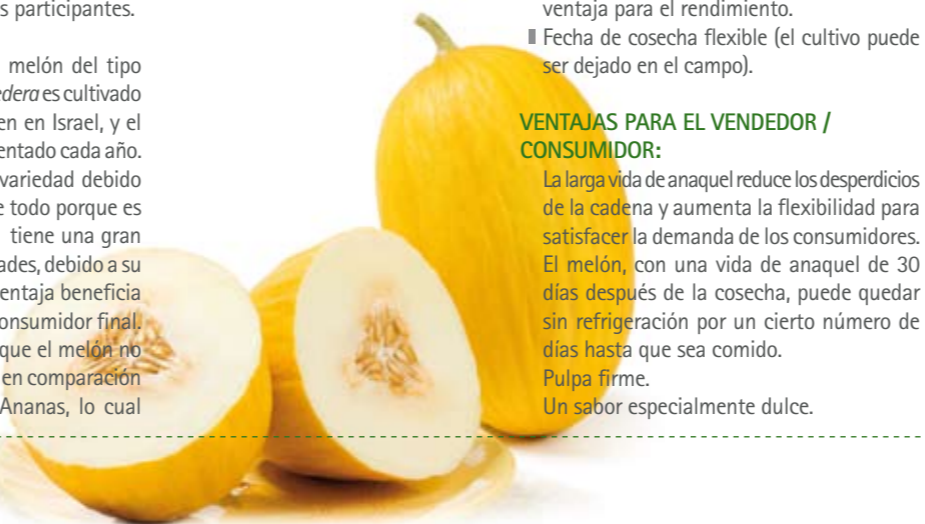 s participantes.
melón del tipo
edera es cultivado
en en Israel, y el
entado cada año.
variedad debido
e todo porque es
tiene una gran
ades, debido a su
entaja beneficia
onsumidor final.
que el melón no
en comparación
Ananas, lo cual
ventaja para el rendimiento.
Fecha de cosecha flexible (el cultivo puede
ser dejado en el campo).
VENTAJAS PARA EL VENDEDOR /
CONSUMIDOR:
La larga vida de anaquel reduce los desperdicios
de la cadena y aumenta la flexibilidad para
satisfacer la demanda de los consumidores.
El melón, con una vida de anaquel de 30
días después de la cosecha, puede quedar
sin refrigeración por un cierto número de
días hasta que sea comido.
Pulpa firme.
Un sabor especialmente dulce.